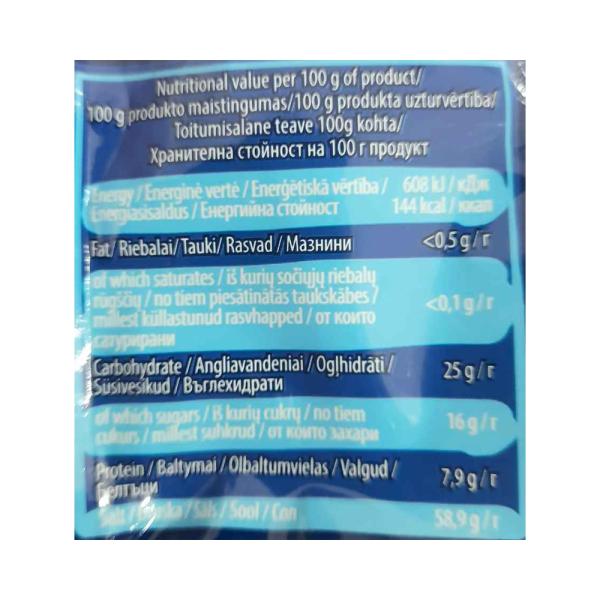 Nutritional value per 100 g of product/
100 g produkto maistingumas/100 g produkta uzturvērtība/
Toitumisalane teave 100g kohta/
Хранителна стойност на 100 г продукт
Energy / Energinė vertė / Enerģētiskā vērtība / 608 kJ / кДж
Energiasisaldus / Енергийна стойност 144 kcal / ккал
Fat/ Riebalai/ Tauki/ Rasvad / Мазнини <0,5 g / г
of which saturates / iš kurių sočiųjų riebalų
rūgščių / no tiem piesātinātās taukskābes / <0,1 g / г
millest küllastunud rasvhapped / от които
сатурирани
Carbohydrate / Angliavandeniai / Ogļhidrāti / 25 g / г
Süsivesikud / Въглехидрати
of which sugars / iš kurių cukrų / no tiem 16 g / г
cukurs / millest suhkrud / от които захари
Protein / Baltymai / Olbaltumvielas / Valgud / 7,9 g / г
Белтъци
Salt / / Sāls / Sool / Сол 58,9 g / г